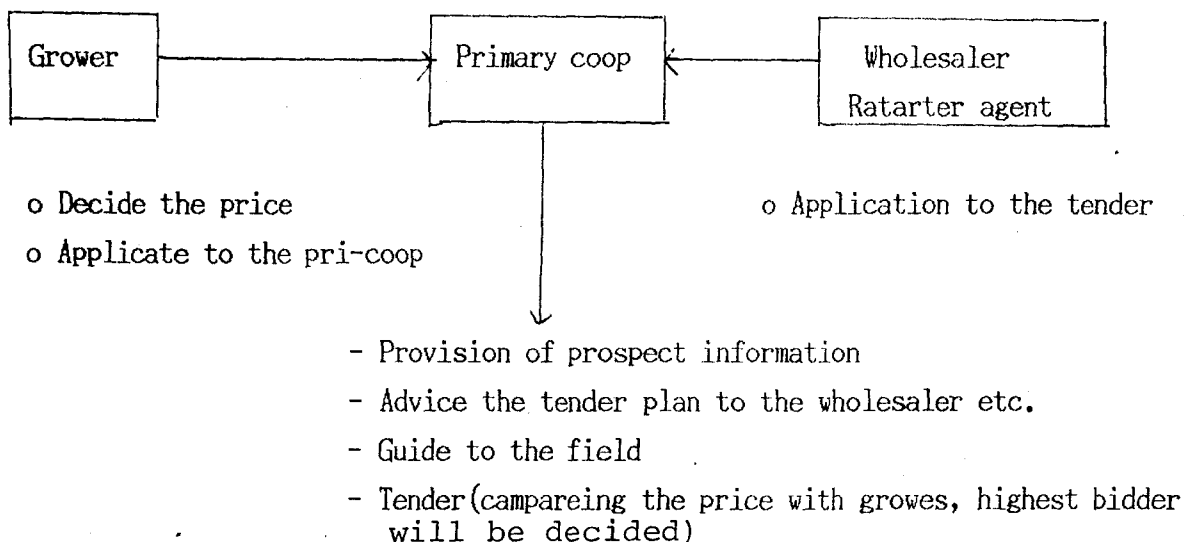 Grower
Primary coop
Wholesaler
Ratarter agent
o Decide the price
o Applicate to the pri-coop
o Application to the tender
- Provision of prospect information
- Advice the tender plan to the wholesaler etc.
- Guide to the field
- Tender(campareing the price with growes, highest bidder
will be decided)